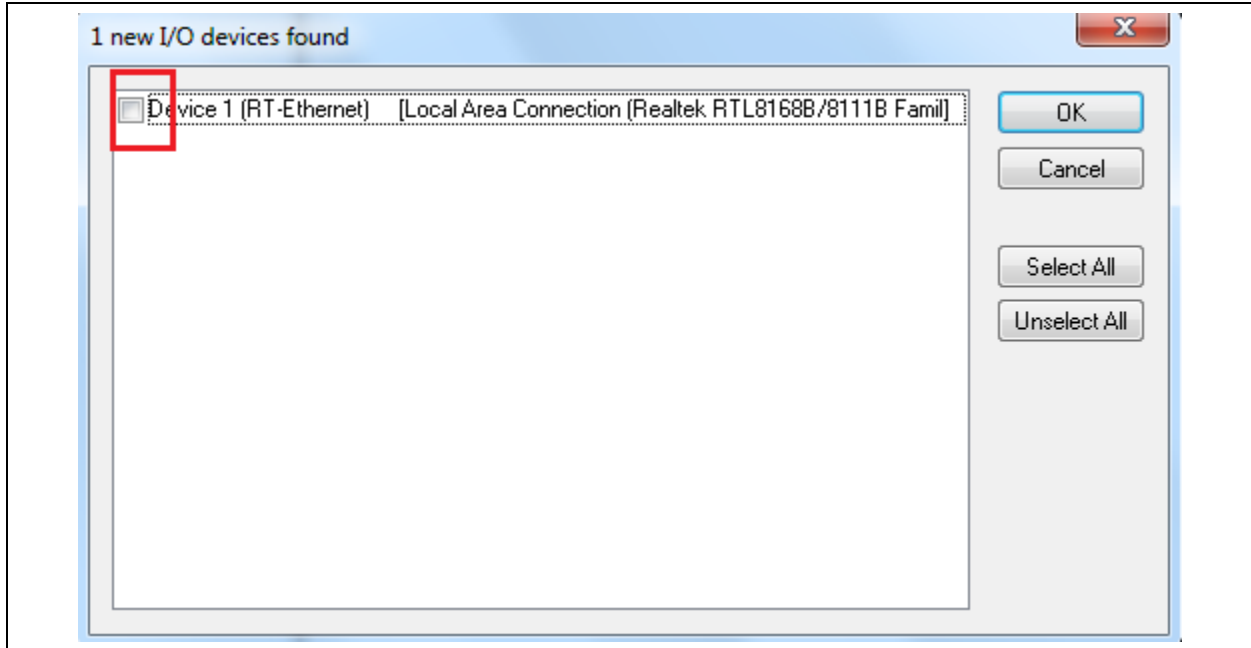 1 new I/O devices found
Device 1 (RT-Ethernet) [Local Area Connection (Realtek RTL8168B/8111B Famil]
OK
Cancel
Select All
Unselect All